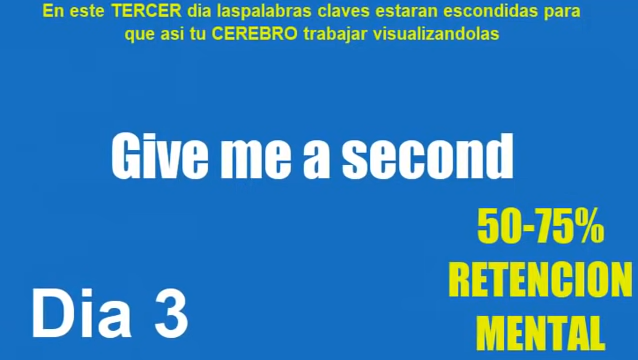 En este TERCER dia laspalabras claves estaran escondidas para
que asi tu CEREBRO trabajar visualizandolas
Give me a second
50-75%
RETENCION
MENTAL
Dia 3